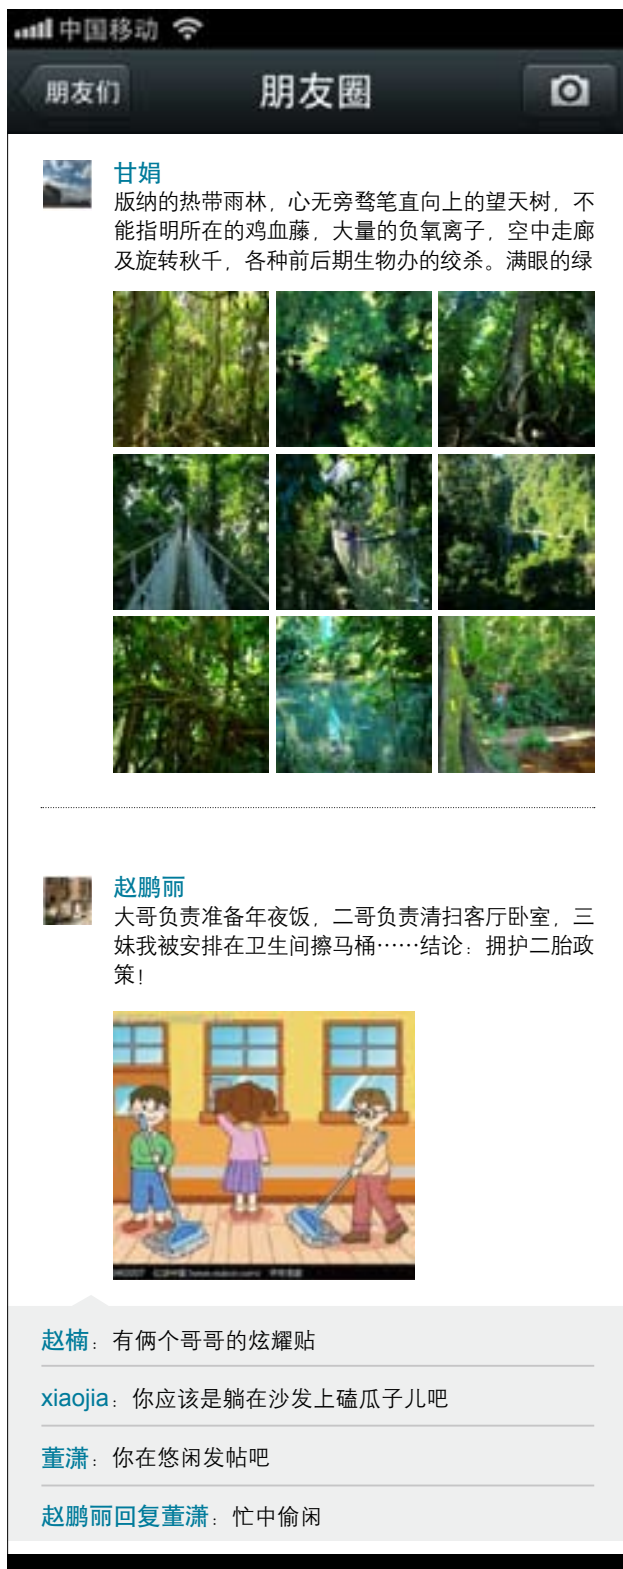 中国移动
朋友们
朋友圈
甘娟
版纳的热带雨林，心无旁骛笔直向上的望天树，不
能指明所在的鸡血藤，大量的负氧离子，空中走廊
及旋转秋千，各种前后期生物办的绞杀。满眼的绿
赵鹏丽
大哥负责准备年夜饭，二哥负责清扫客厅卧室，三
妹我被安排在卫生间擦马桶……结论：拥护二胎政
策！
赵楠：有俩个哥哥的炫耀贴
xiaojia：你应该是躺在沙发上磕瓜子儿吧
董潇：你在悠闲发帖吧
赵鹏丽回复董潇：忙中偷闲